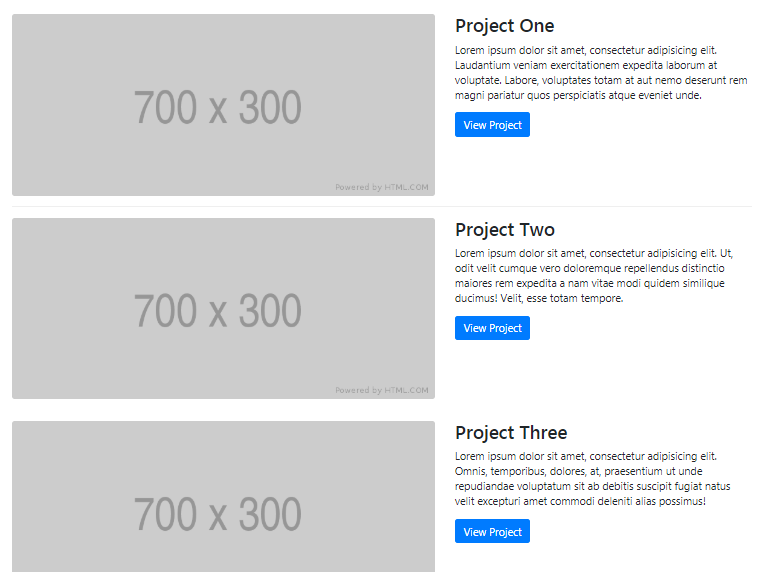 700 x 300
Powered by HTML.COM
Project One
Lorem ipsum dolor sit amet, consectetur adipisicing elit.
Laudantium veniam exercitationem expedita laborum at
voluptate. Labore, voluptates totam at aut nemo deserunt rem
magni pariatur quos perspiciatis atque eveniet unde.
View Project
700 x 300
Powered by HTML.COM
Project Two
Lorem ipsum dolor sit amet, consectetur adipisicing elit. Ut,
odit velit cumque vero doloremque repellendus distinctio
maiores rem expedita a nam vitae modi quidem similique
ducimus! Velit, esse totam tempore.
View Project
700 x 300
Project Three
Lorem ipsum dolor sit amet, consectetur adipisicing elit.
Omnis, temporibus, dolores, at, praesentium ut unde
repudiandae voluptatum sit ab debitis suscipit fugiat natus
velit excepturi amet commodi deleniti alias possimus!
View Project